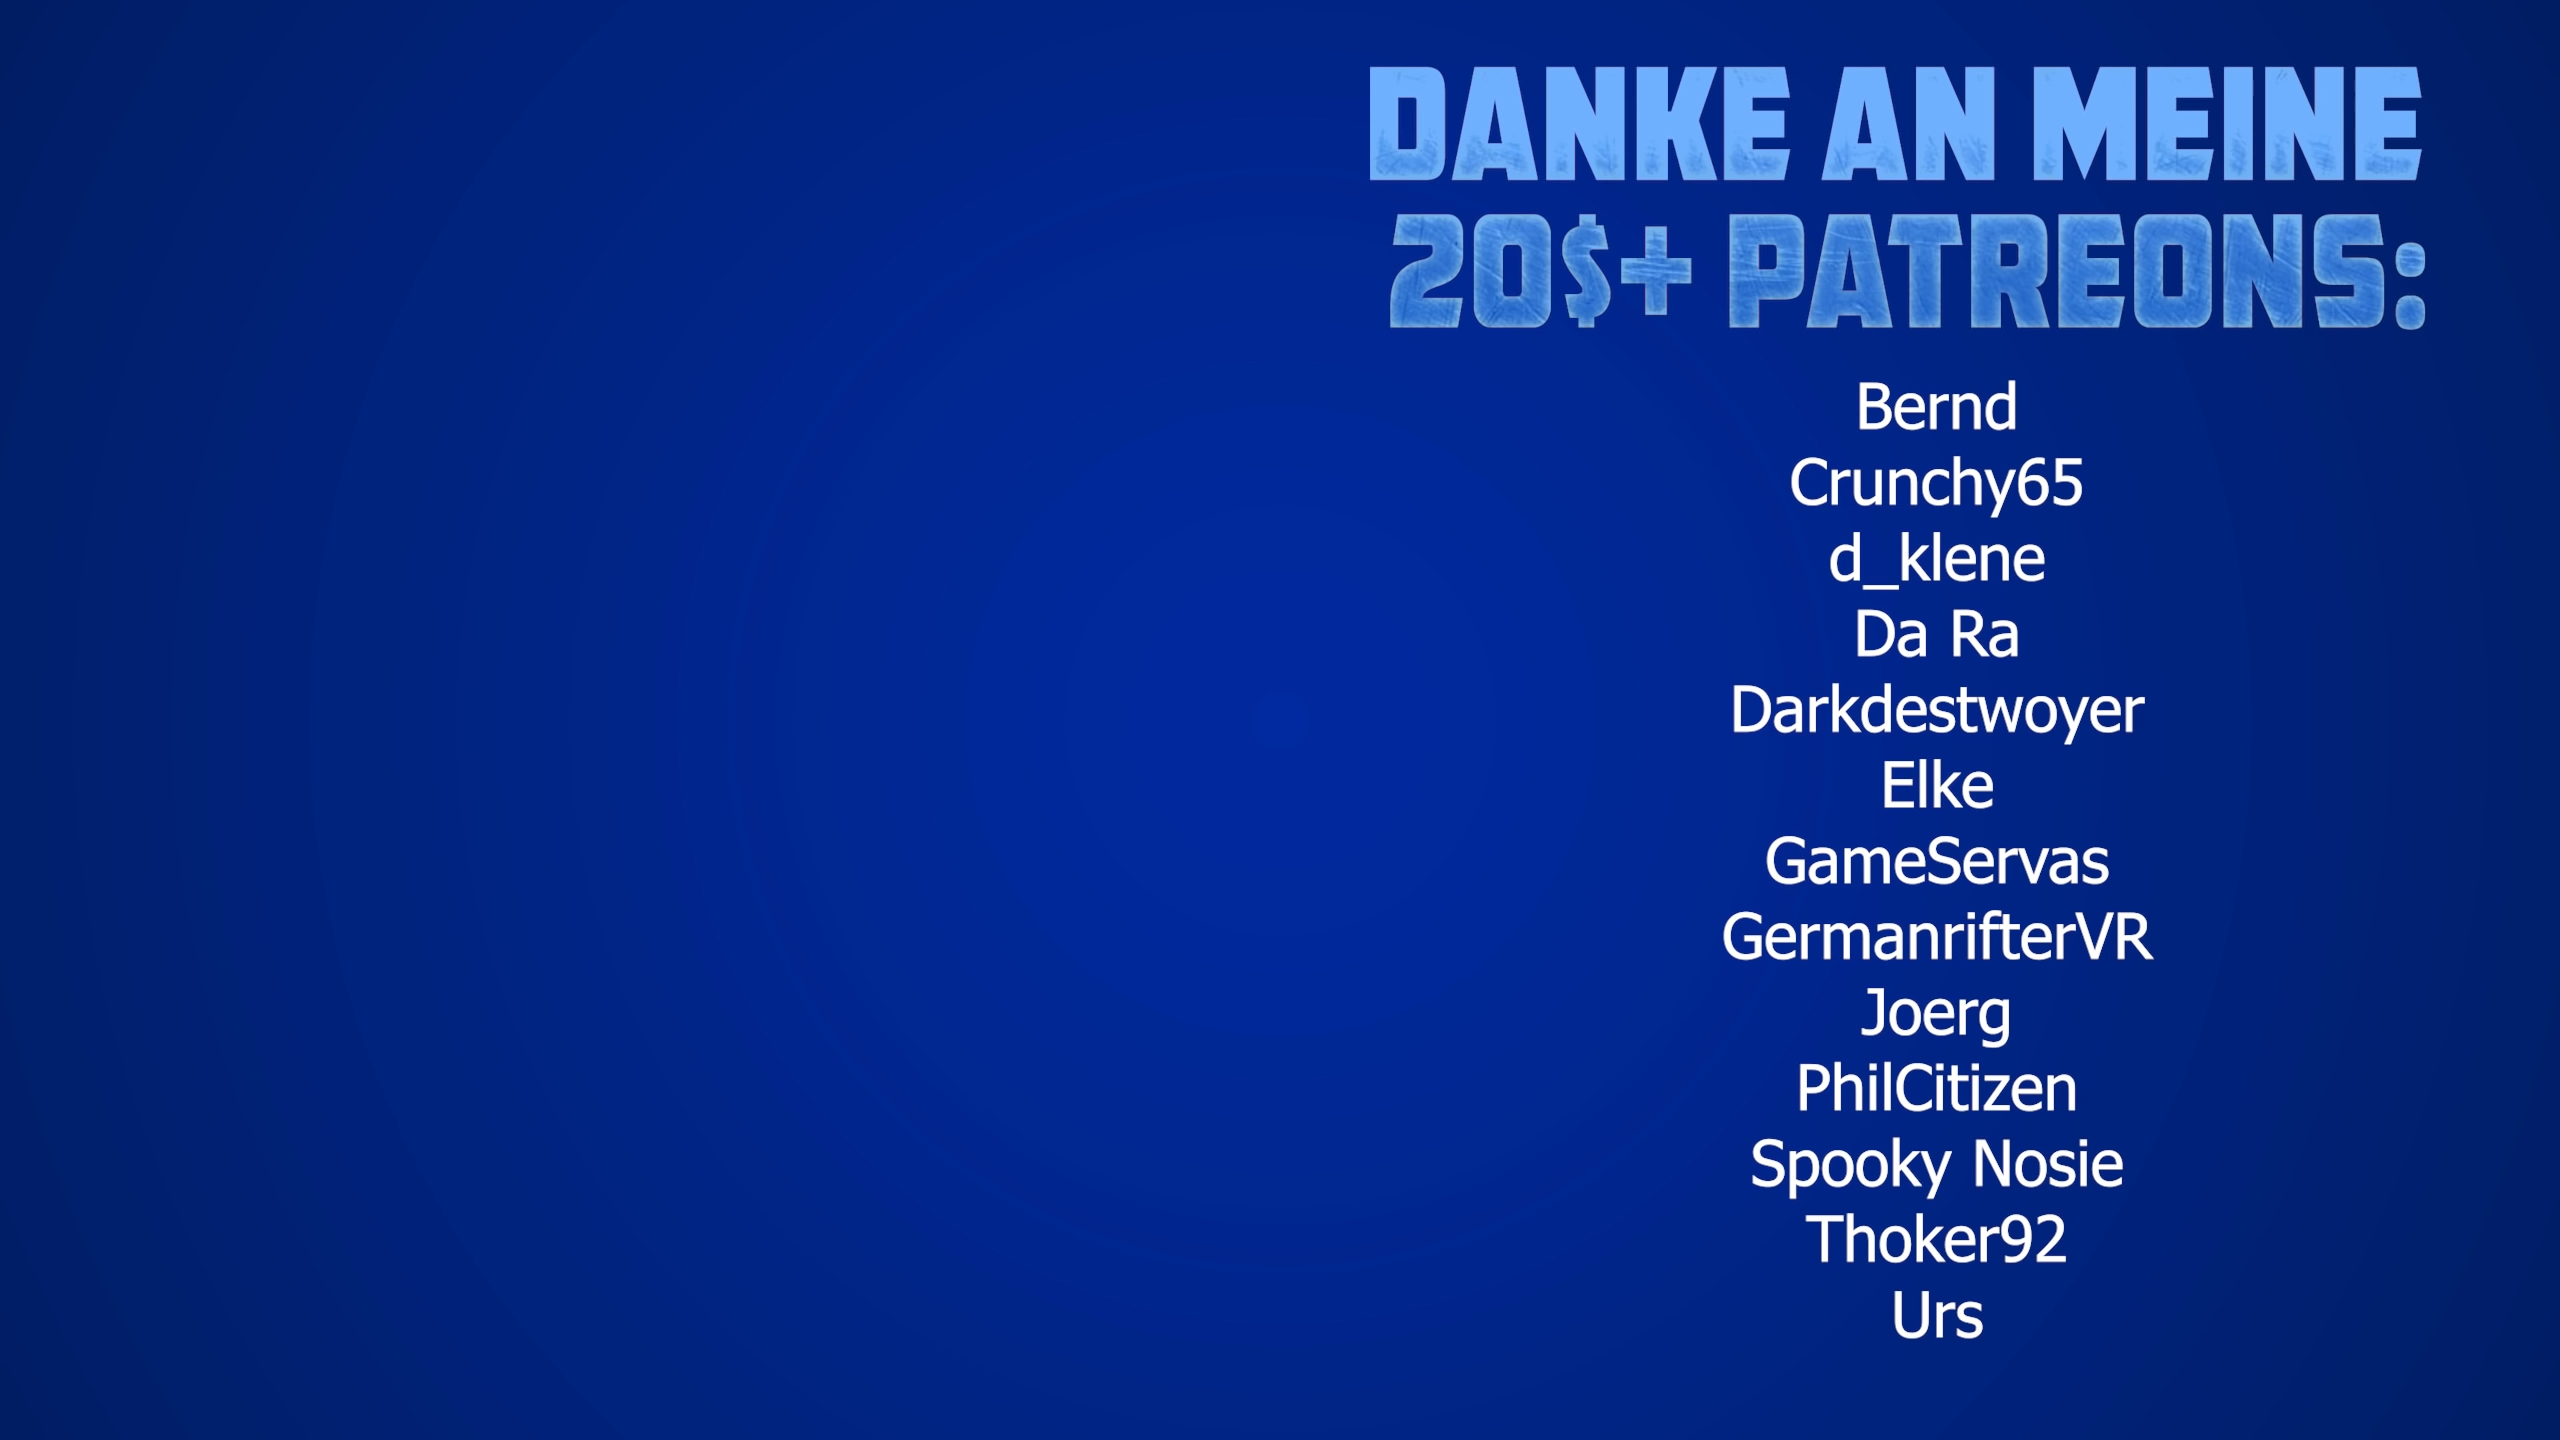 DANKE AN MEINE
20$+ PATREONS:
Bernd
Crunchy65
d_klene
Da Ra
Darkdestwoyer
Elke
GameServas
GermanrifterVR
Joerg
PhilCitizen
Spooky Nosie
Thoker92
Urs